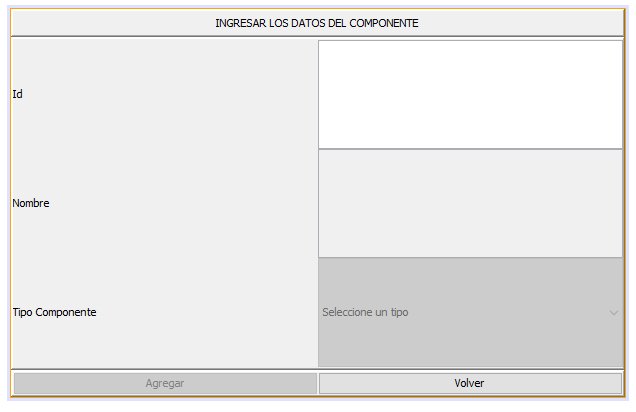 INGRESAR LOS DATOS DEL COMPONENTE
Id
Nombre
Tipo Componente
Seleccione un tipo
Agregar
Volver